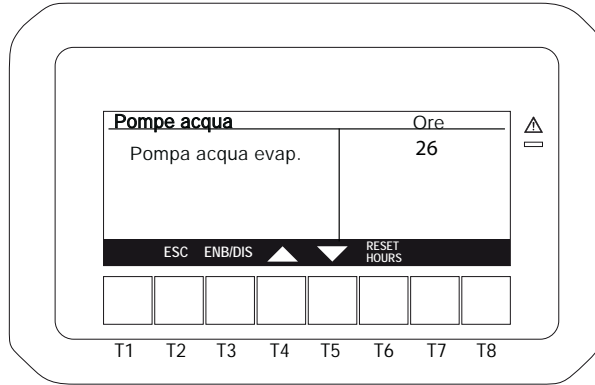 Pompe acqua Ore
Pompa acqua evap. 26
ESC ENB/DIS RESET HOURS
T1 T2 T3 T4 T5 T6 T7 T8